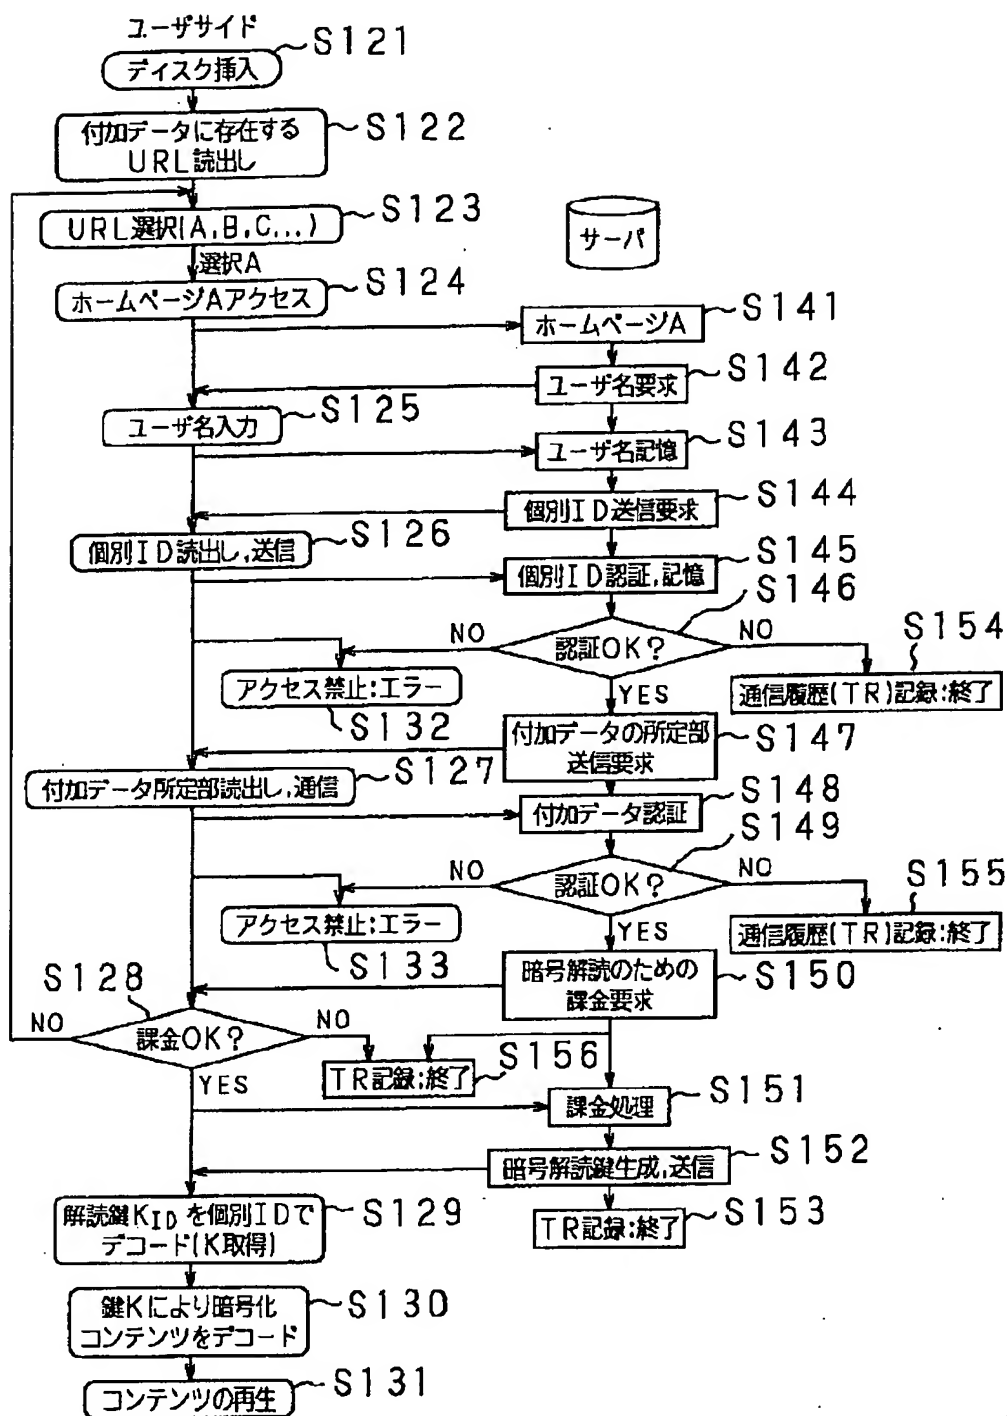 ユーザサイド
ディスク挿入
S121
付加データに存在する
URL読出し
S122
URL選択(A,B,C...)
S123
サーバ
選択A
ホームページAアクセス
S124
ホームページA
S141
ユーザ名要求
S142
ユーザ名入力
S125
ユーザ名記憶
S143
個別ID送信要求
S144
個別ID読出し,送信
S126
個別ID認証,記憶
S145
認証OK?
S146
NO
NO
YES
アクセス禁止:エラー
S132
通信履歴(TR)記録:終了
S154
付加データの所定部
送信要求
S147
付加データ所定部読出し,通信
S127
付加データ認証
S148
認証OK?
S149
NO
NO
YES
アクセス禁止:エラー
S133
通信履歴(TR)記録:終了
S155
暗号解読のための
課金要求
S150
課金OK?
S128
NO
NO
YES
TR記録:終了
S156
課金処理
S151
暗号解読鍵生成,送信
S152
TR記録:終了
S153
解読鍵KIDを個別IDで
デコード(K取得)
S129
鍵Kにより暗号化
コンテンツをデコード
S130
コンテンツの再生
S131